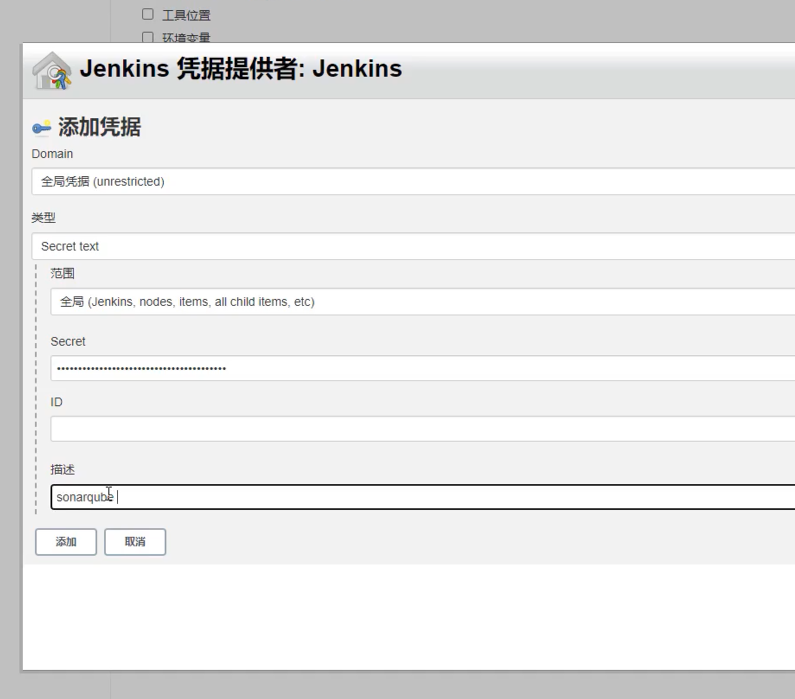 工具位置
环境变量
Jenkins 凭据提供者: Jenkins
添加凭据
Domain
全局凭据 (unrestricted)
类型
Secret text
范围
全局 (Jenkins, nodes, items, all child items, etc)
Secret
••••••••••••••••••••••••••••••••••••••••
ID
描述
sonarqube
添加 取消